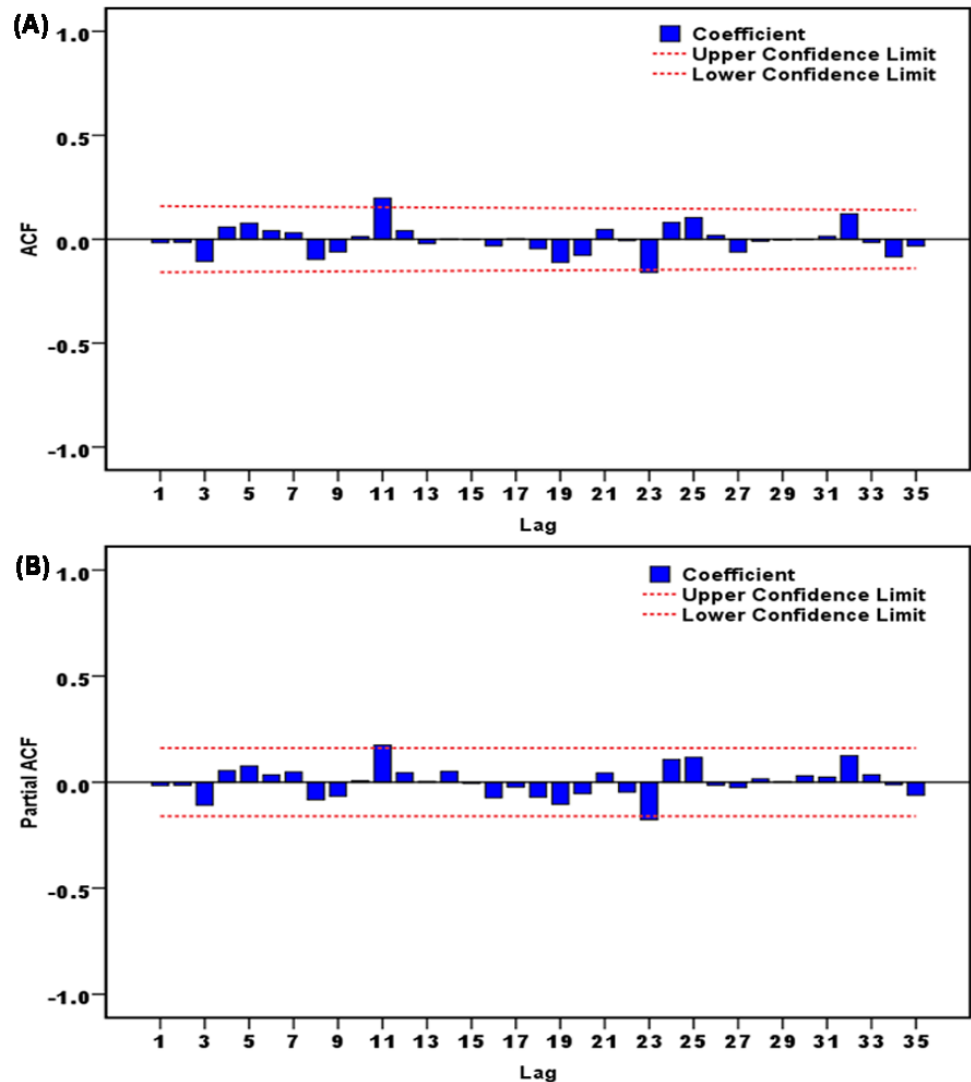 (A)
1.0
Coefficient
Upper Confidence Limit
Lower Confidence Limit
0.5
ACF
0.0
-0.5
-1.0
1 3 5 7 9 11 13 15 17 19 21 23 25 27 29 31 33 35
Lag
(B)
1.0
Coefficient
Upper Confidence Limit
Lower Confidence Limit
0.5
Partial ACF
0.0
-0.5
-1.0
1 3 5 7 9 11 13 15 17 19 21 23 25 27 29 31 33 35
Lag